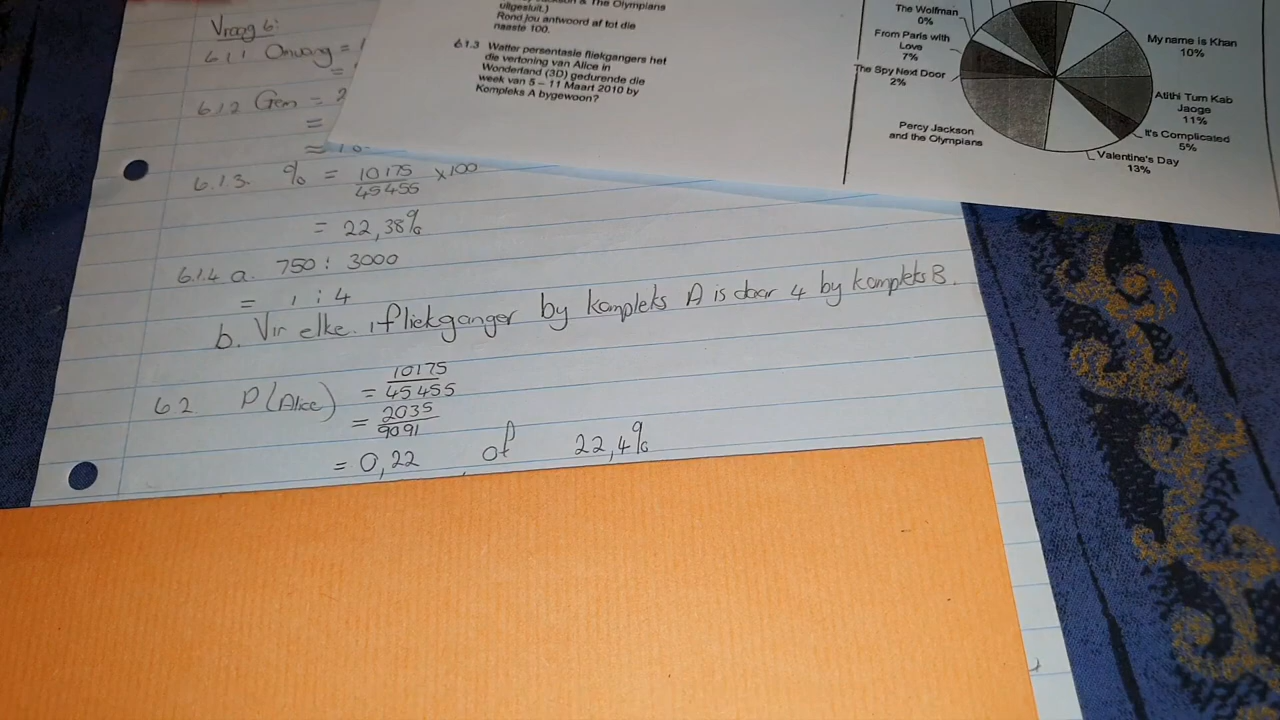 Vraag 6:
6.1.1 Omvang =
=
6.1.2 Gem = 2
=
≈ 10
6.1.3. % = 10175/45455 x100
= 22,38%
6.1.4 a. 750 : 3000
= 1 : 4
b. Vir elke 1 fliekganger by kompleks A is daar 4 by kompleks B.
6.2 P(Alice) = 10175/45455
= 2035/9091
= 0,22 of 22,4%
& The Olympians
uitgesluit.)
Rond jou antwoord af tot die
naaste 100.
6.1.3 Watter persentasie fliekgangers het
die vertoning van Alice in
Wonderland (3D) gedurende die
week van 5 – 11 Maart 2010 by
Kompleks A bygewoon?
The Wolfman
0%
From Paris with
Love
7%
The Spy Next Door
2%
Percy Jackson
and the Olympians
My name is Khan
10%
Atithi Tum Kab
Jaoge
11%
It's Complicated
5%
Valentine's Day
13%